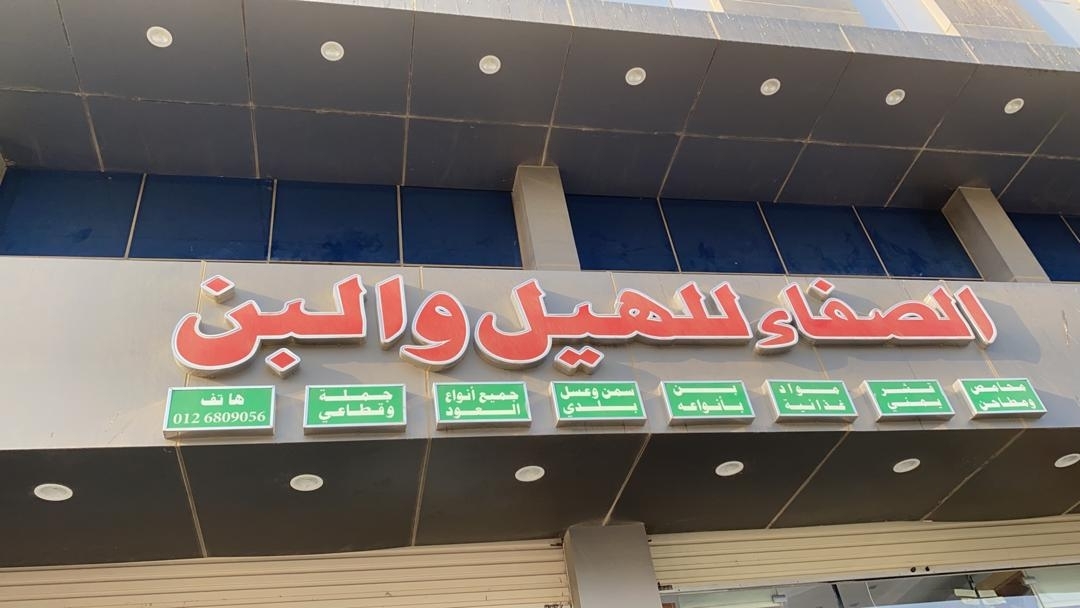 الصفاء للهيل والبن
محامص
ومطاحن
قشر
يمني
مواد
غذائية
بن
بأنواعه
سمن وعسل
بلدي
جميع أنواع
العود
جملة
وقطاعي
هاتف
012 6809056